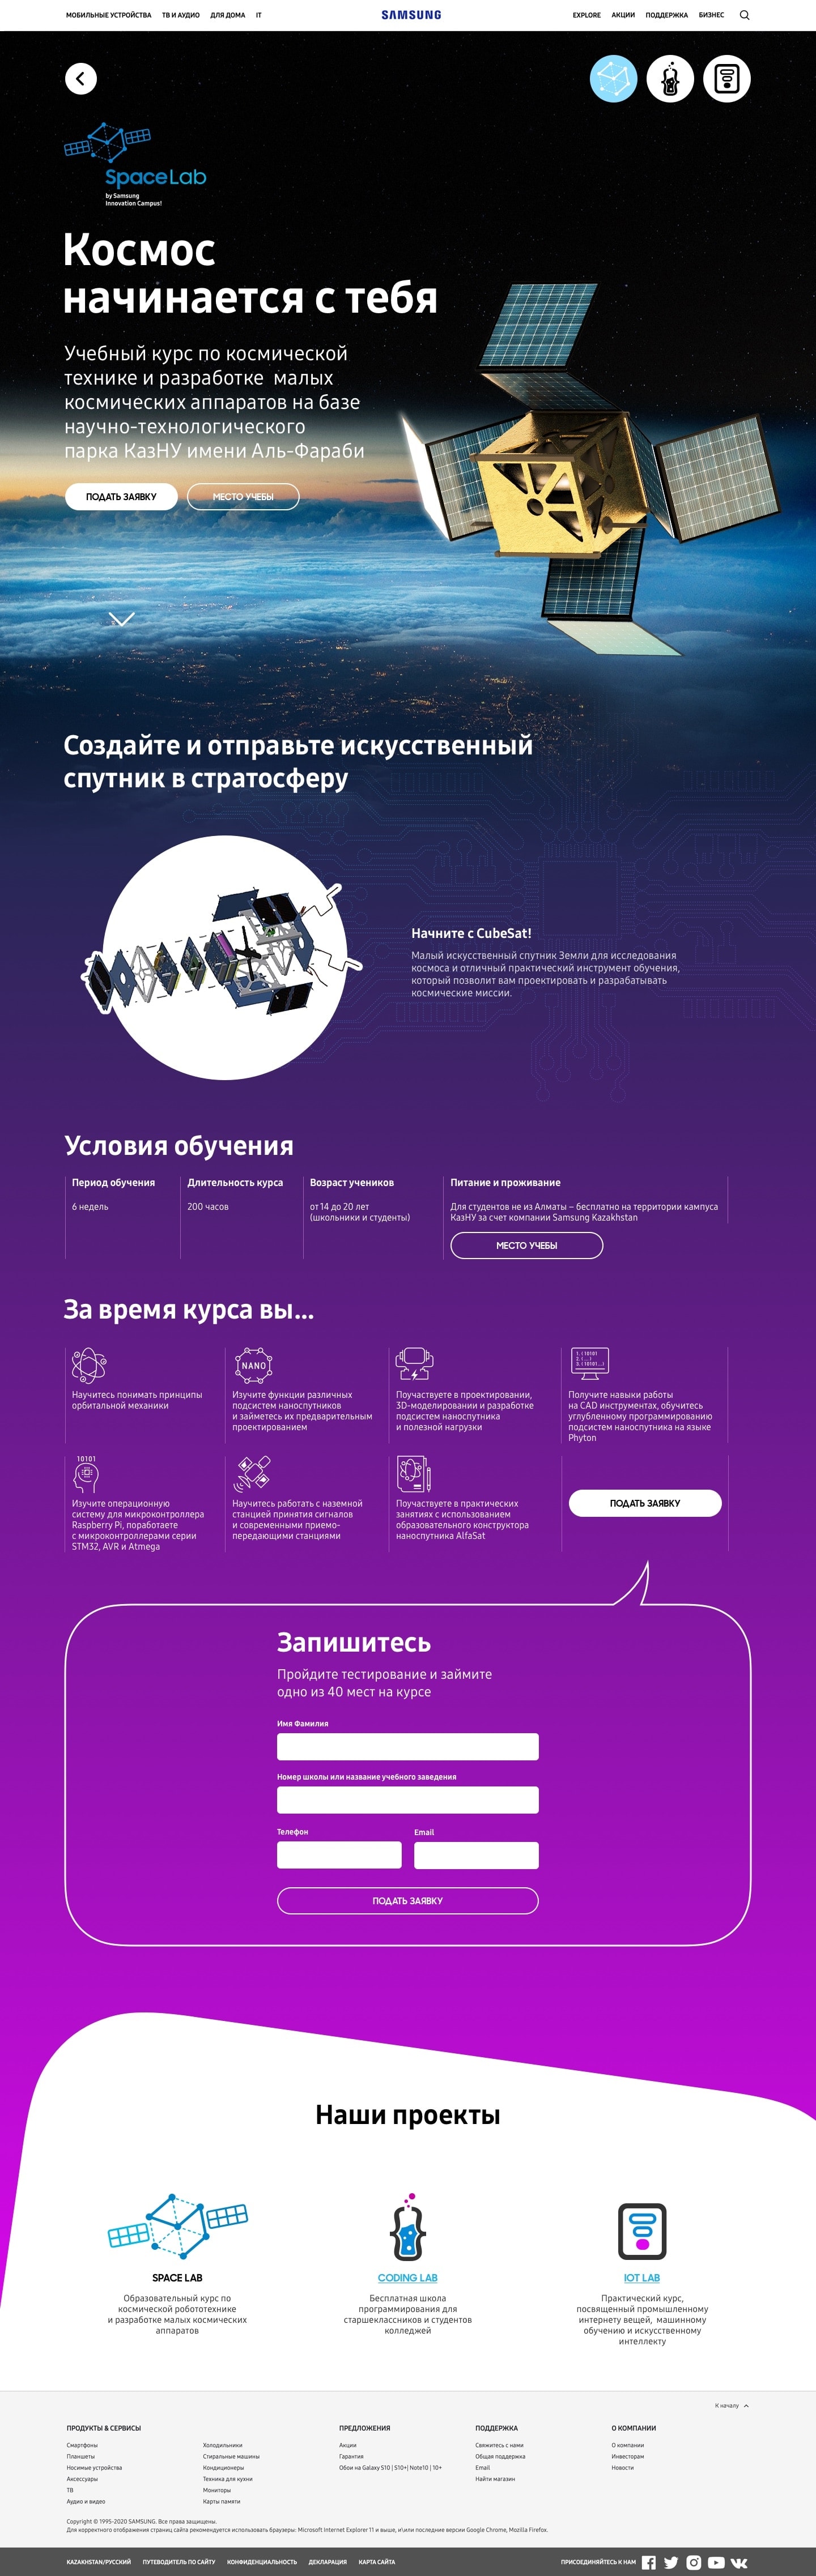 МОБИЛЬНЫЕ УСТРОЙСТВА ТВ И АУДИО ДЛЯ ДОМА IT SAMSUNG EXPLORE АКЦИИ ПОДДЕРЖКА БИЗНЕС
SpaceLab
by Samsung
Innovation Campus!
Космос
начинается с тебя
Учебный курс по космической
технике и разработке малых
космических аппаратов на базе
научно-технологического
парка КазНУ имени Аль-Фараби
ПОДАТЬ ЗАЯВКУ МЕСТО УЧЕБЫ
Создайте и отправьте искусственный
спутник в стратосферу
Начните с CubeSat!
Малый искусственный спутник Земли для исследования
космоса и отличный практический инструмент обучения,
который позволит вам проектировать и разрабатывать
космические миссии.
Условия обучения
Период обучения
6 недель
Длительность курса
200 часов
Возраст учеников
от 14 до 20 лет
(школьники и студенты)
Питание и проживание
Для студентов не из Алматы – бесплатно на территории кампуса
КазНУ за счет компании Samsung Kazakhstan
МЕСТО УЧЕБЫ
За время курса вы...
Научитесь понимать принципы
орбитальной механики
NANO
Изучите функции различных
подсистем наноспутников
и займетесь их предварительным
проектированием
Поучаствуете в проектировании,
3D-моделировании и разработке
подсистем наноспутника
и полезной нагрузки
1. (10101
2. (...)
3. (10101...)
Получите навыки работы
на CAD инструментах, обучитесь
углубленному программированию
подсистем наноспутника на языке
Phyton
10101
Изучите операционную
систему для микроконтроллера
Raspberry Pi, поработаете
с микроконтроллерами серии
STM32, AVR и Atmega
Научитесь работать с наземной
станцией принятия сигналов
и современными приемо-
передающими станциями
Поучаствуете в практических
занятиях с использованием
образовательного конструктора
наноспутника AlfaSat
ПОДАТЬ ЗАЯВКУ
Запишитесь
Пройдите тестирование и займите
одно из 40 мест на курсе
Имя Фамилия
Номер школы или название учебного заведения
Телефон Email
ПОДАТЬ ЗАЯВКУ
Наши проекты
SPACE LAB
Образовательный курс по
космической робототехнике
и разработке малых космических
аппаратов
CODING LAB
Бесплатная школа
программирования для
старшеклассников и студентов
колледжей
IOT LAB
Практический курс,
посвященный промышленному
интернету вещей, машинному
обучению и искусственному
интеллекту
К началу
ПРОДУКТЫ & СЕРВИСЫ
Смартфоны
Планшеты
Носимые устройства
Аксессуары
ТВ
Аудио и видео
Холодильники
Стиральные машины
Кондиционеры
Техника для кухни
Мониторы
Карты памяти
ПРЕДЛОЖЕНИЯ
Акции
Гарантия
Обои на Galaxy S10 | S10+| Note10 | 10+
ПОДДЕРЖКА
Свяжитесь с нами
Общая поддержка
Email
Найти магазин
О КОМПАНИИ
О компании
Инвесторам
Новости
Copyright © 1995-2020 SAMSUNG. Все права защищены.
Для корректного отображения страниц сайта рекомендуется использовать браузеры: Microsoft Internet Explorer 11 и выше, и\или последние версии Google Chrome, Mozilla Firefox.
KAZAKHSTAN/РУССКИЙ ПУТЕВОДИТЕЛЬ ПО САЙТУ КОНФИДЕНЦИАЛЬНОСТЬ ДЕКЛАРАЦИЯ КАРТА САЙТА ПРИСОЕДИНЯЙТЕСЬ К НАМ